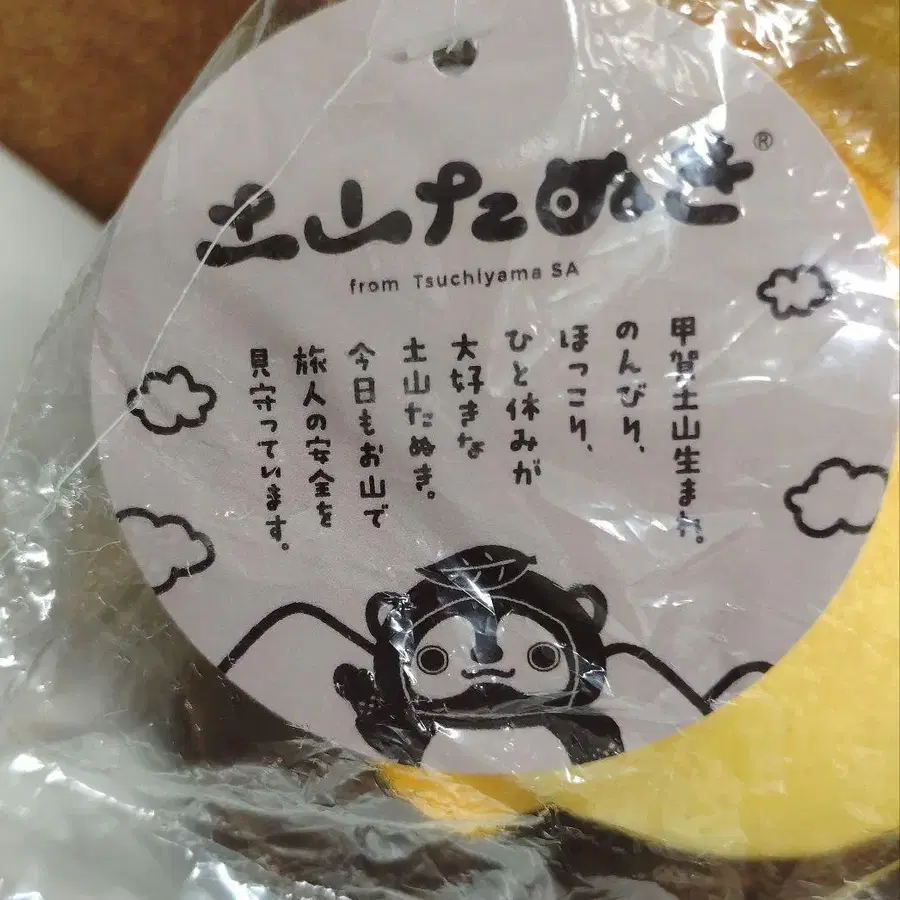 土山たぬき®
from Tsuchiyama SA
甲賀土山生まれ。
のんびり、
ほっこり、
ひと休みが
大好きな
土山たぬき。
今日もお山で
旅人の安全を
見守っています。